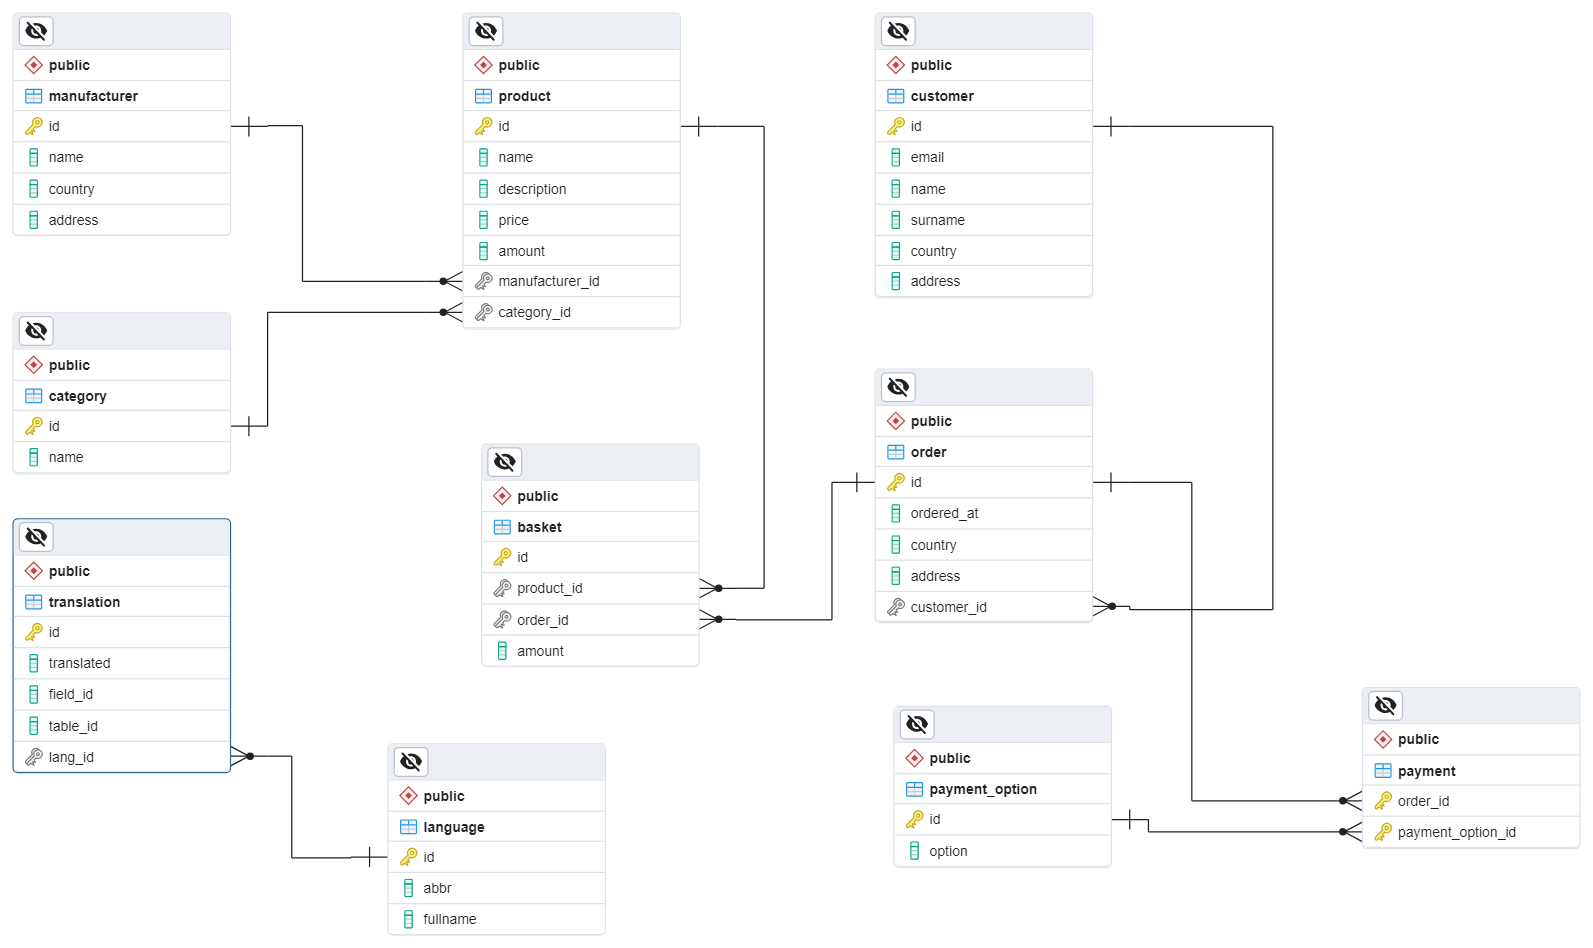 public
manufacturer
id
name
country
address
public
product
id
name
description
price
amount
manufacturer_id
category_id
public
customer
id
email
name
surname
country
address
public
category
id
name
public
order
id
ordered_at
country
address
customer_id
public
basket
id
product_id
order_id
amount
public
translation
id
translated
field_id
table_id
lang_id
public
language
id
abbr
fullname
public
payment_option
id
option
public
payment
order_id
payment_option_id